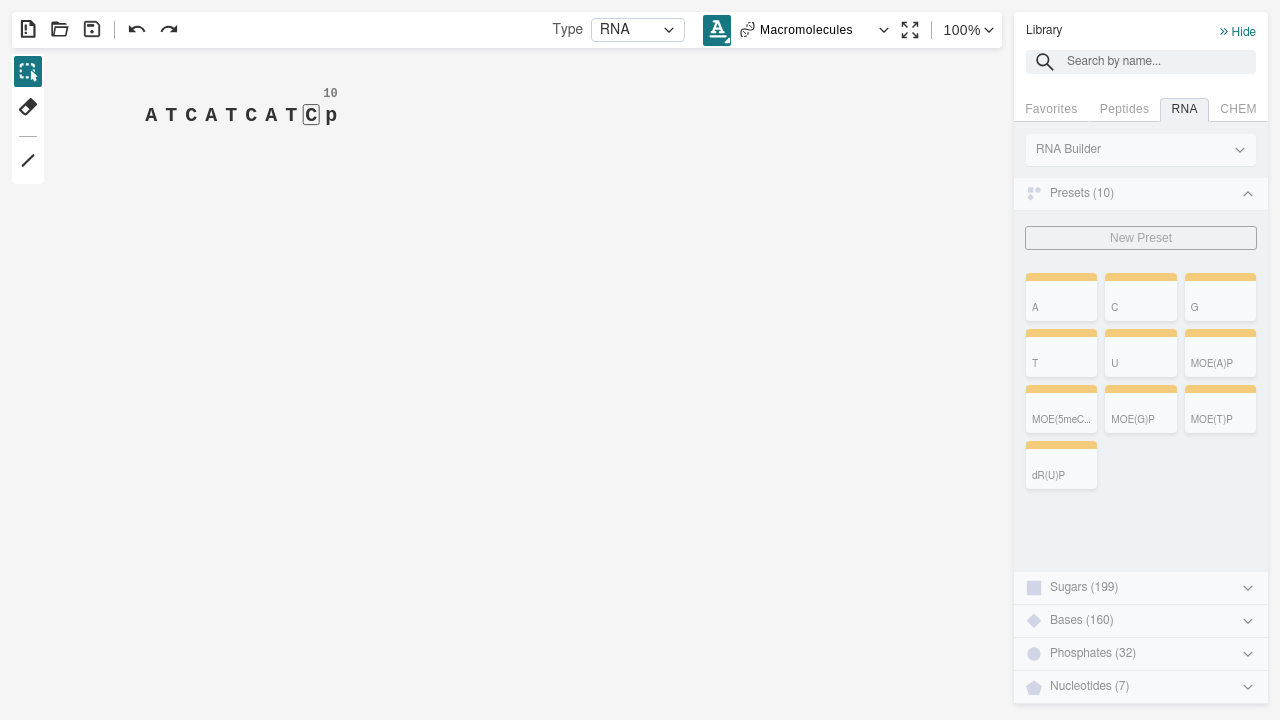 Type RNA Macromolecules 100%
Library
Hide
Search by name...
Favorites Peptides RNA CHEM
10
A T C A T C A T C p
RNA Builder
Presets (10)
New Preset
A C G
T U MOE(A)P
MOE(5meC... MOE(G)P MOE(T)P
dR(U)P
Sugars (199)
Bases (160)
Phosphates (32)
Nucleotides (7)